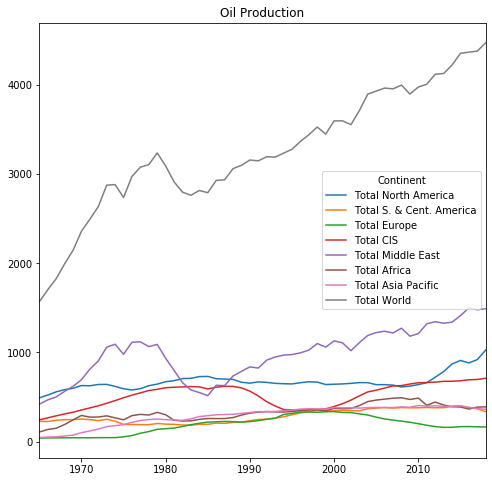 Oil Production
4000
3000
2000
1000
0
1970
1980
1990
2000
2010
Continent
Total North America
Total S. & Cent. America
Total Europe
Total CIS
Total Middle East
Total Africa
Total Asia Pacific
Total World